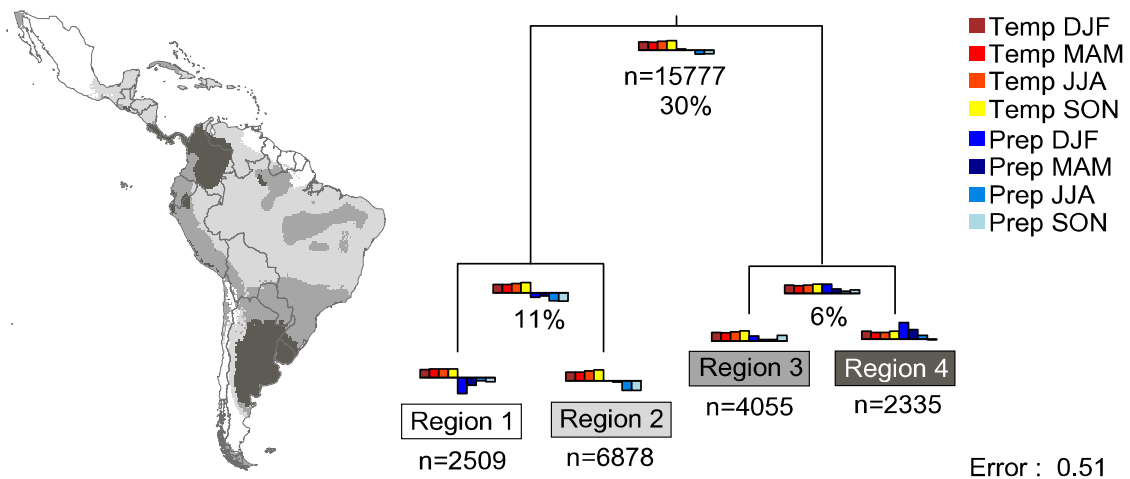 n=15777
30%
11%
6%
Region 1
Region 2
Region 3
Region 4
n=2509
n=6878
n=4055
n=2335
Temp DJF
Temp MAM
Temp JJA
Temp SON
Prep DJF
Prep MAM
Prep JJA
Prep SON
Error : 0.51